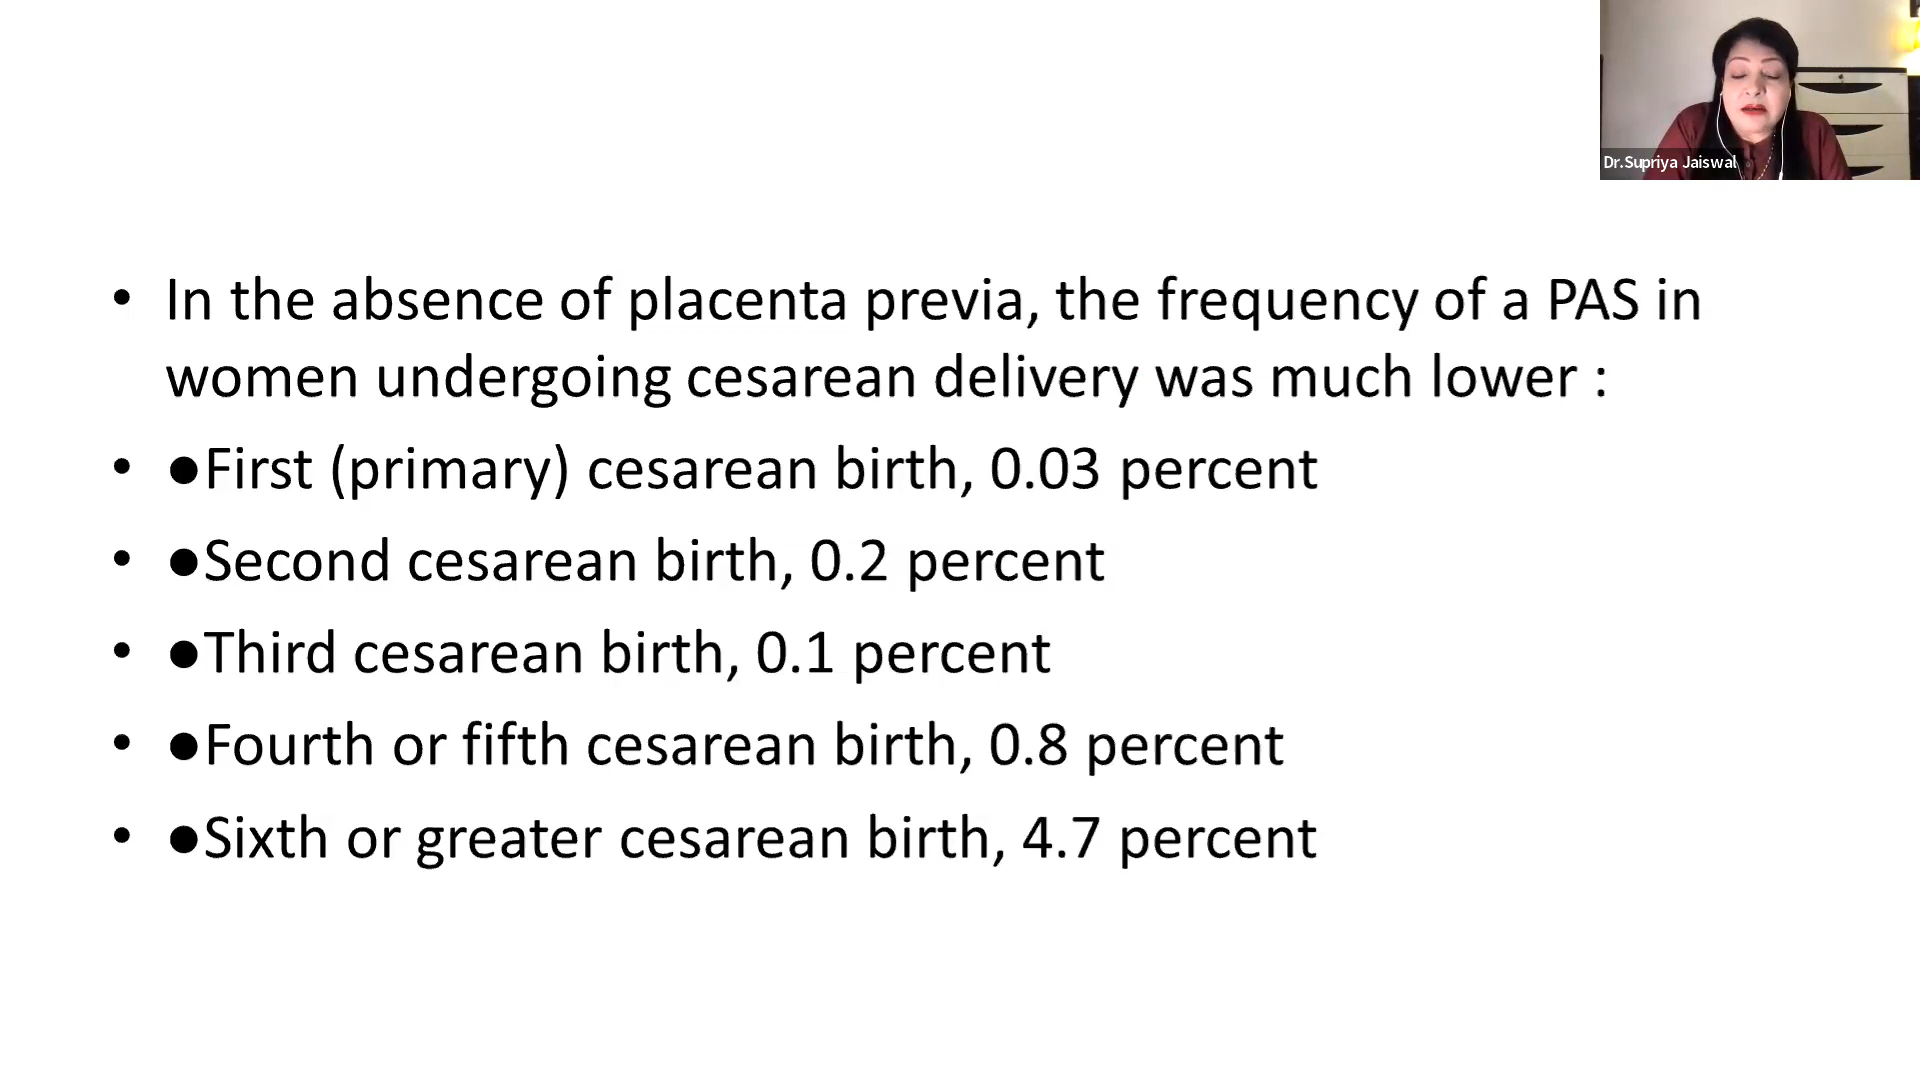 Dr.Supriya Jaiswal
• In the absence of placenta previa, the frequency of a PAS in
women undergoing cesarean delivery was much lower :
• ●First (primary) cesarean birth, 0.03 percent
• ●Second cesarean birth, 0.2 percent
• ●Third cesarean birth, 0.1 percent
• ●Fourth or fifth cesarean birth, 0.8 percent
• ●Sixth or greater cesarean birth, 4.7 percent